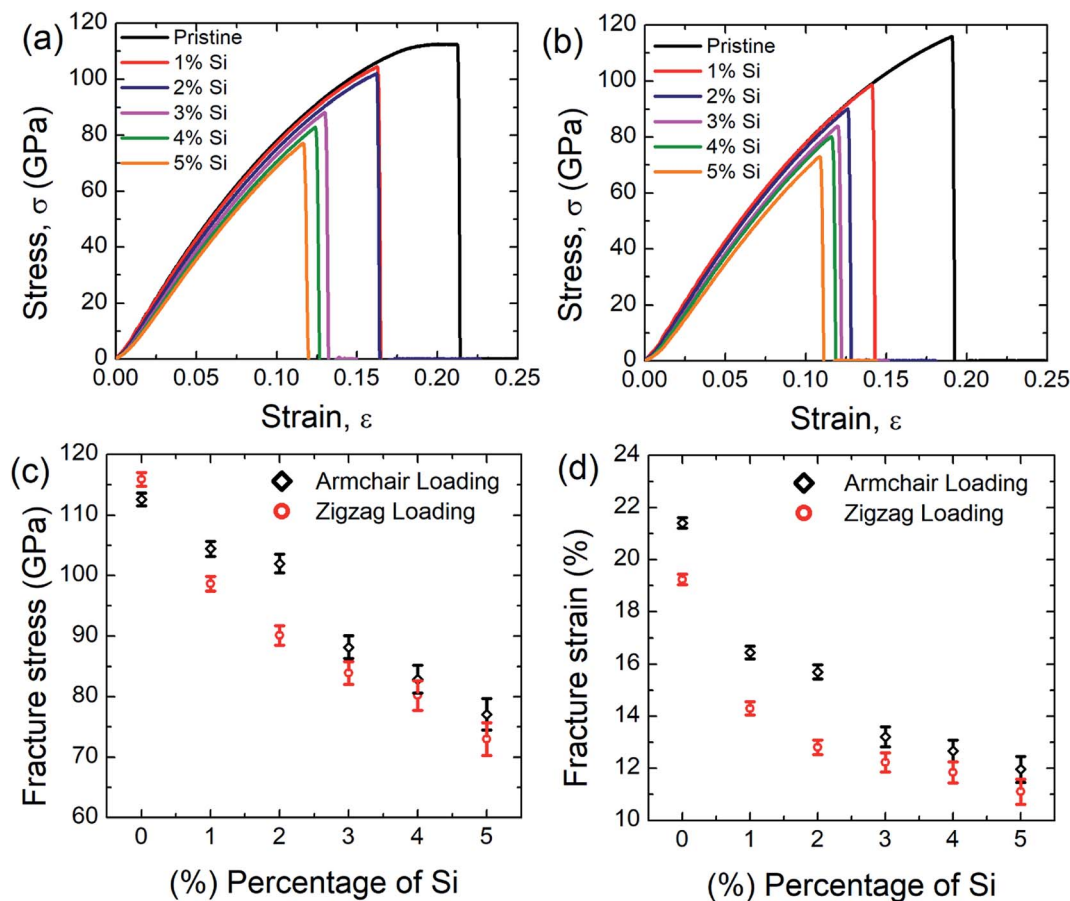 (a)
Pristine
1% Si
2% Si
3% Si
4% Si
5% Si
120
100
80
60
40
20
0
Stress, σ (GPa)
0.00 0.05 0.10 0.15 0.20 0.25
Strain, ε
(b)
Pristine
1% Si
2% Si
3% Si
4% Si
5% Si
120
100
80
60
40
20
0
Stress, σ (GPa)
0.00 0.05 0.10 0.15 0.20 0.25
Strain, ε
(c)
Armchair Loading
Zigzag Loading
120
110
100
90
80
70
60
Fracture stress (GPa)
0 1 2 3 4 5
(%) Percentage of Si
(d)
Armchair Loading
Zigzag Loading
24
22
20
18
16
14
12
10
Fracture strain (%)
0 1 2 3 4 5
(%) Percentage of Si